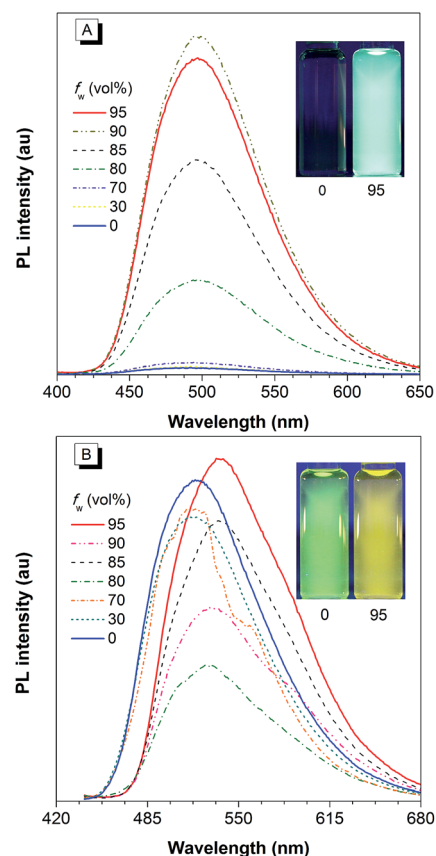 A
PL intensity (au)
f_w (vol%)
95
90
85
80
70
30
0
0 95
400 450 500 550 600 650
Wavelength (nm)
B
PL intensity (au)
f_w (vol%)
95
90
85
80
70
30
0
0 95
420 485 550 615 680
Wavelength (nm)